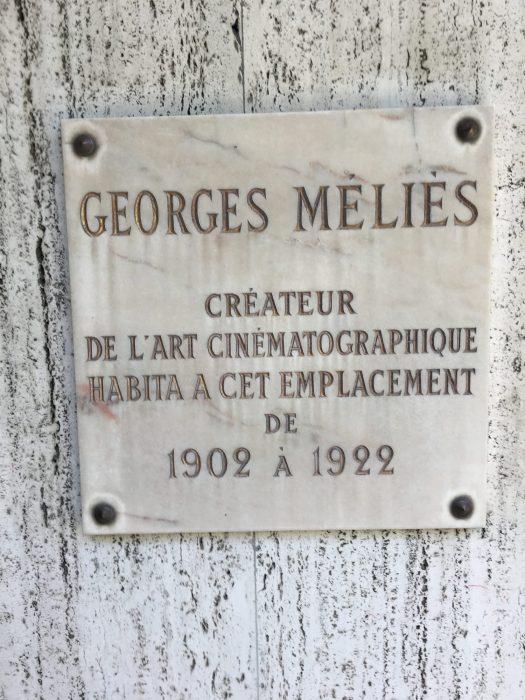 GEORGES MÉLIÈS
CRÉATEUR
DE L'ART CINÉMATOGRAPHIQUE
HABITA A CET EMPLACEMENT
DE
1902 À 1922